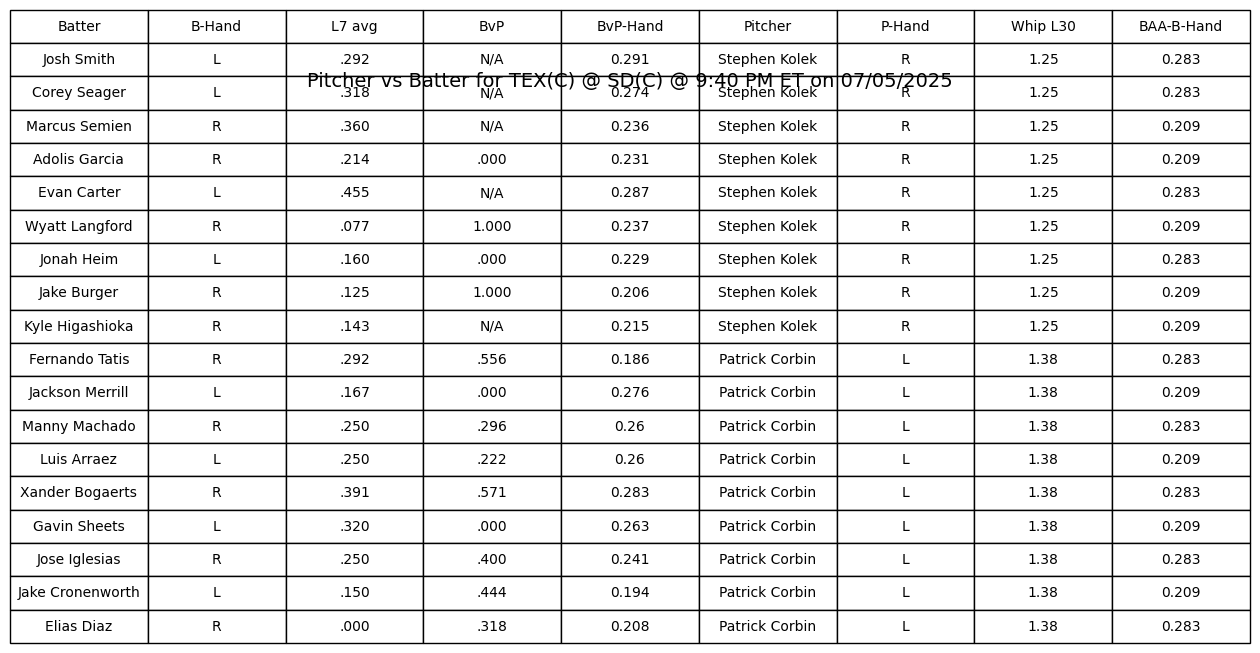 Batter B-Hand L7 avg BvP BvP-Hand Pitcher P-Hand Whip L30 BAA-B-Hand
Josh Smith L .292 N/A 0.291 Stephen Kolek R 1.25 0.283
Pitcher vs Batter for TEX(C) @ SD(C) @ 9:40 PM ET on 07/05/2025
Corey Seager L .318 N/A 0.274 Stephen Kolek R 1.25 0.283
Marcus Semien R .360 N/A 0.236 Stephen Kolek R 1.25 0.209
Adolis Garcia R .214 .000 0.231 Stephen Kolek R 1.25 0.209
Evan Carter L .455 N/A 0.287 Stephen Kolek R 1.25 0.283
Wyatt Langford R .077 1.000 0.237 Stephen Kolek R 1.25 0.209
Jonah Heim L .160 .000 0.229 Stephen Kolek R 1.25 0.283
Jake Burger R .125 1.000 0.206 Stephen Kolek R 1.25 0.209
Kyle Higashioka R .143 N/A 0.215 Stephen Kolek R 1.25 0.209
Fernando Tatis R .292 .556 0.186 Patrick Corbin L 1.38 0.283
Jackson Merrill L .167 .000 0.276 Patrick Corbin L 1.38 0.209
Manny Machado R .250 .296 0.26 Patrick Corbin L 1.38 0.283
Luis Arraez L .250 .222 0.26 Patrick Corbin L 1.38 0.209
Xander Bogaerts R .391 .571 0.283 Patrick Corbin L 1.38 0.283
Gavin Sheets L .320 .000 0.263 Patrick Corbin L 1.38 0.209
Jose Iglesias R .250 .400 0.241 Patrick Corbin L 1.38 0.283
Jake Cronenworth L .150 .444 0.194 Patrick Corbin L 1.38 0.209
Elias Diaz R .000 .318 0.208 Patrick Corbin L 1.38 0.283